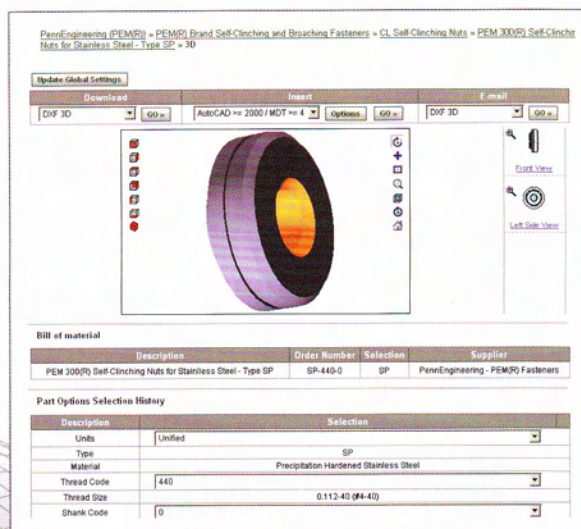 PennEngineering (PEM(R)) » PEM(R) Brand Self-Clinching and Broaching Fasteners » CL Self-Clinching Nuts » PEM 300(R) Self-Clinchin
Nuts for Stainless Steel - Type SP » 3D
Update Global Settings
Download Insert E-mail
DXF 3D GO » AutoCAD >= 2000 / MDT >= 4 Options GO » DXF 3D GO »
Front View
Left Side View
Bill of material
Description Order Number Selection Supplier
PEM 300(R) Self-Clinching Nuts for Stainless Steel - Type SP SP-440-0 SP PennEngineering - PEM(R) Fasteners
Part Options Selection History
Description Selection
Units Unified
Type SP
Material Precipitation Hardened Stainless Steel
Thread Code 440
Thread Size 0.112-40 (#4-40)
Shank Code 0